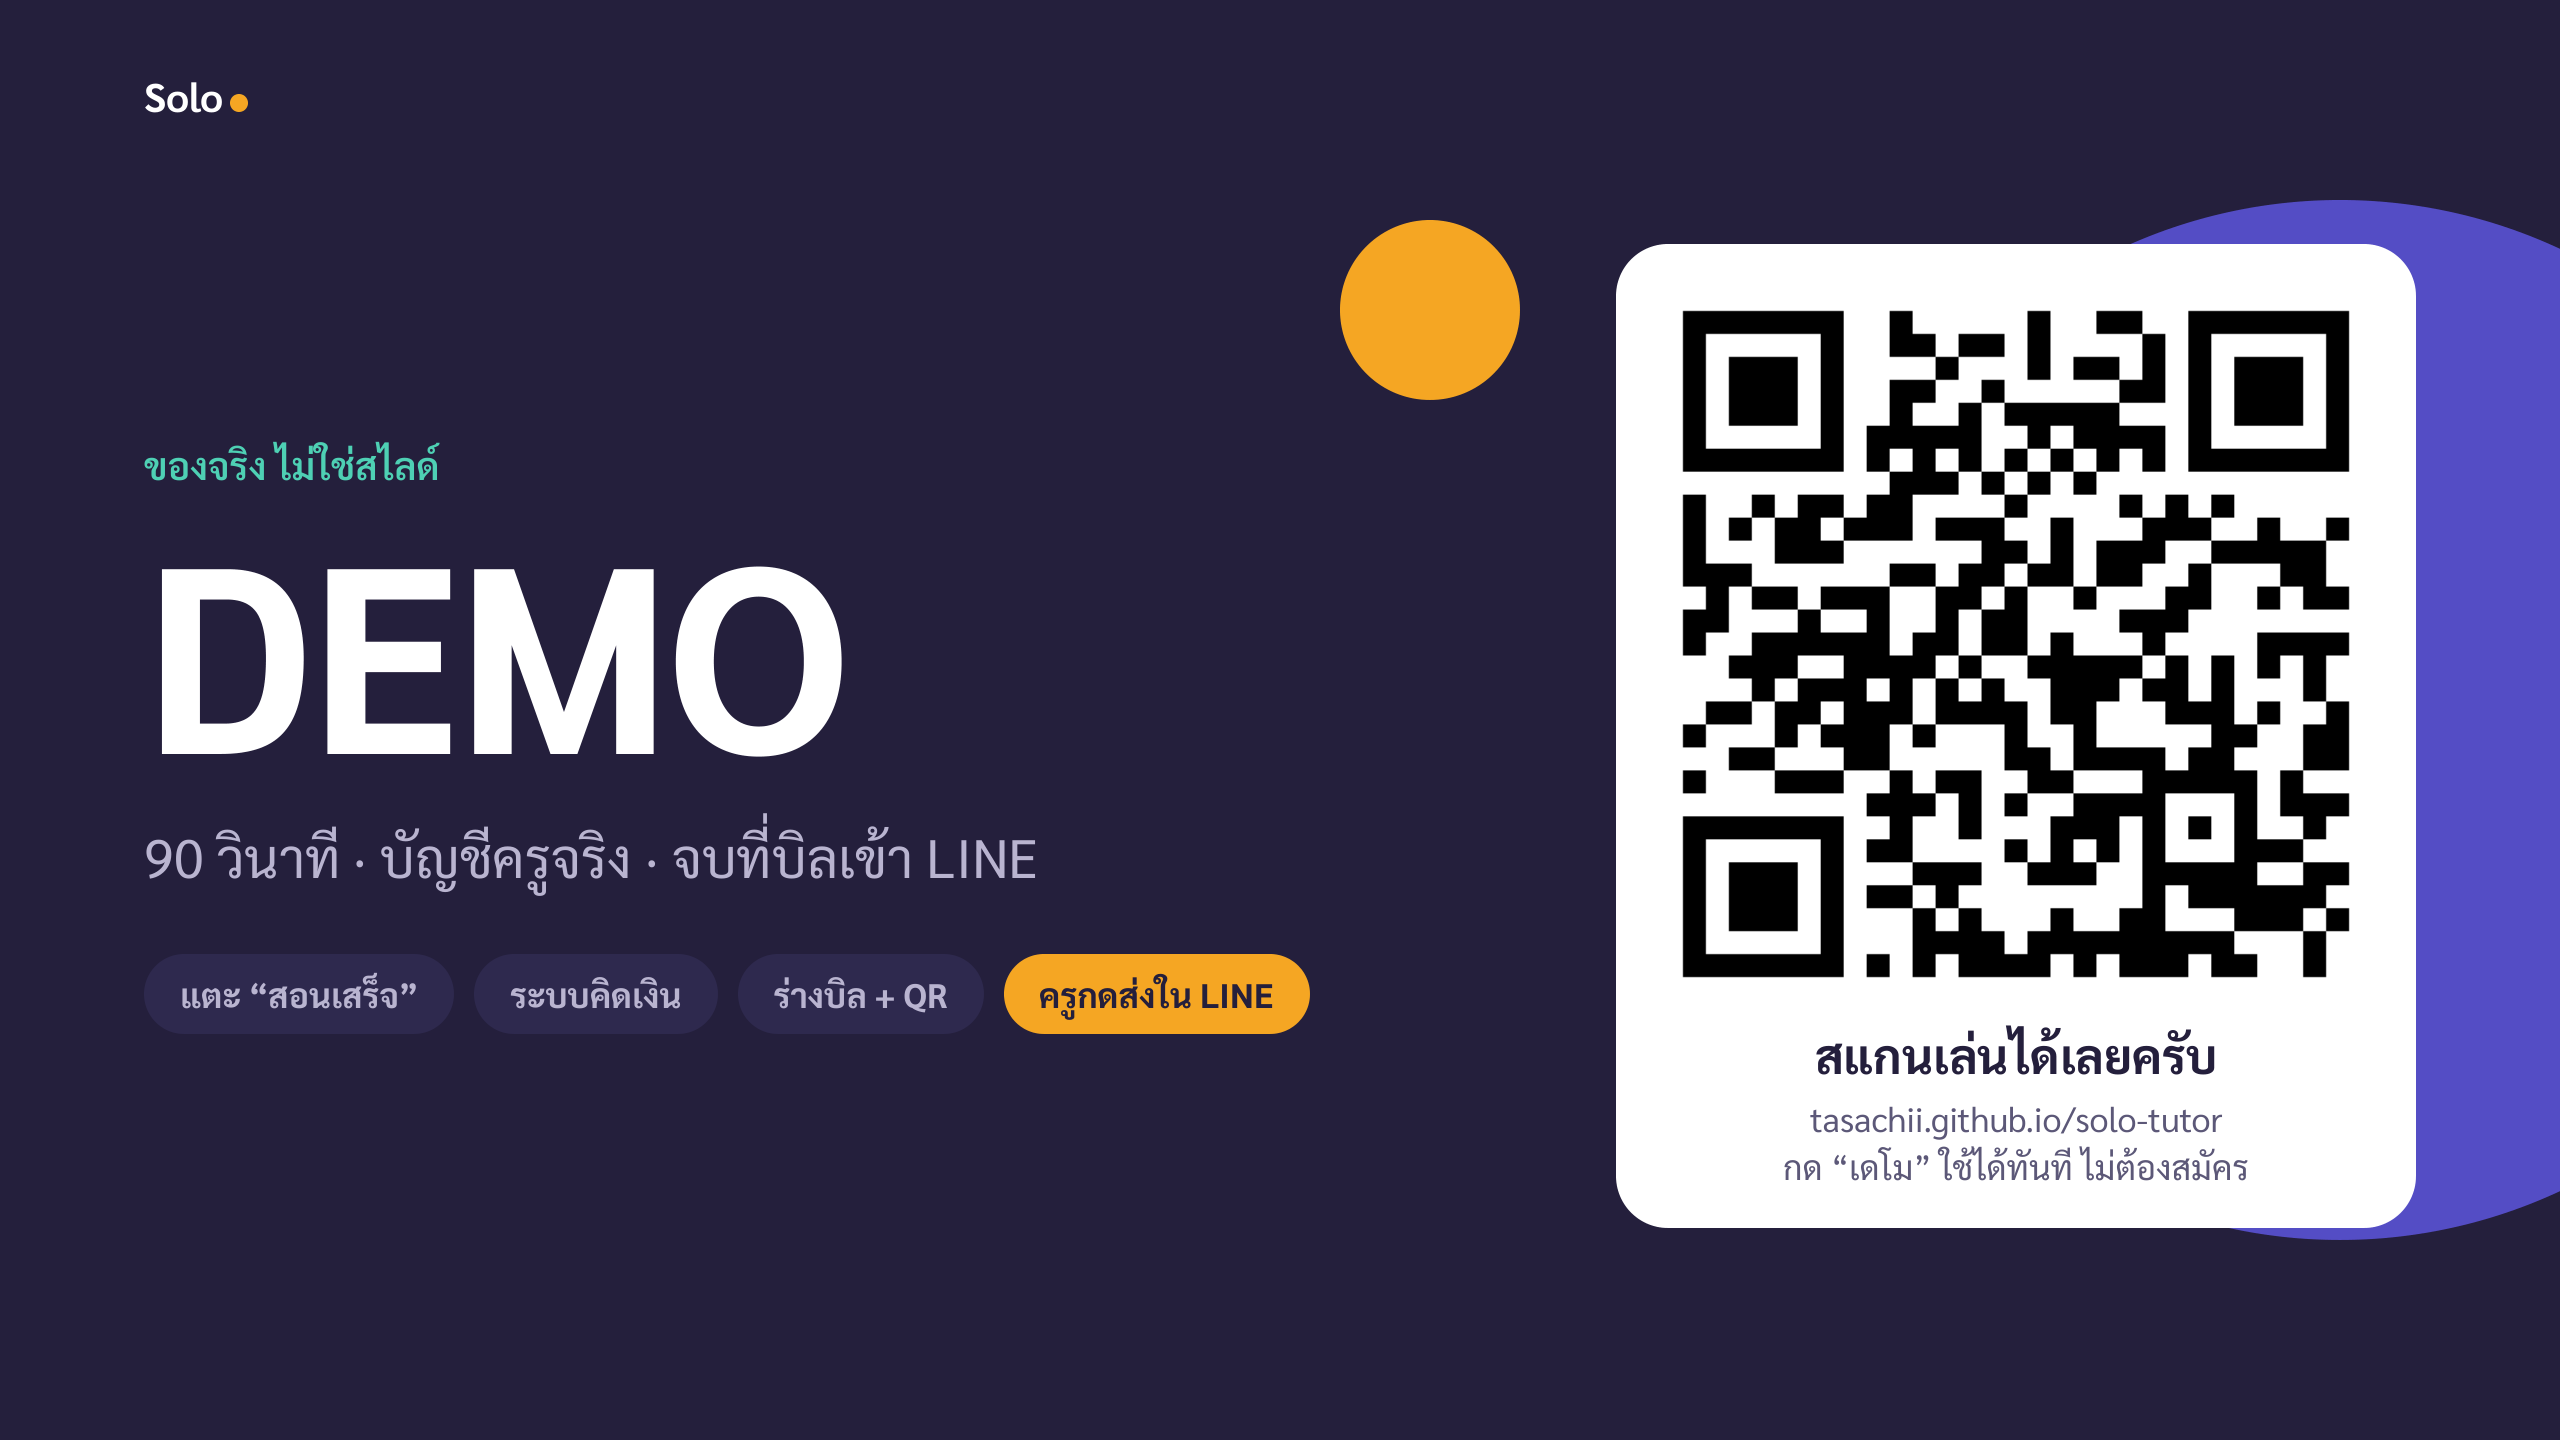 Solo
ของจริง ไม่ใช่สไลด์
DEMO
90 วินาที · บัญชีครูจริง · จบที่บิลเข้า LINE
แตะ “สอนเสร็จ”
ระบบคิดเงิน
ร่างบิล + QR
ครูกดส่งใน LINE
สแกนเล่นได้เลยครับ
tasachii.github.io/solo-tutor
กด “เดโม” ใช้ได้ทันที ไม่ต้องสมัคร